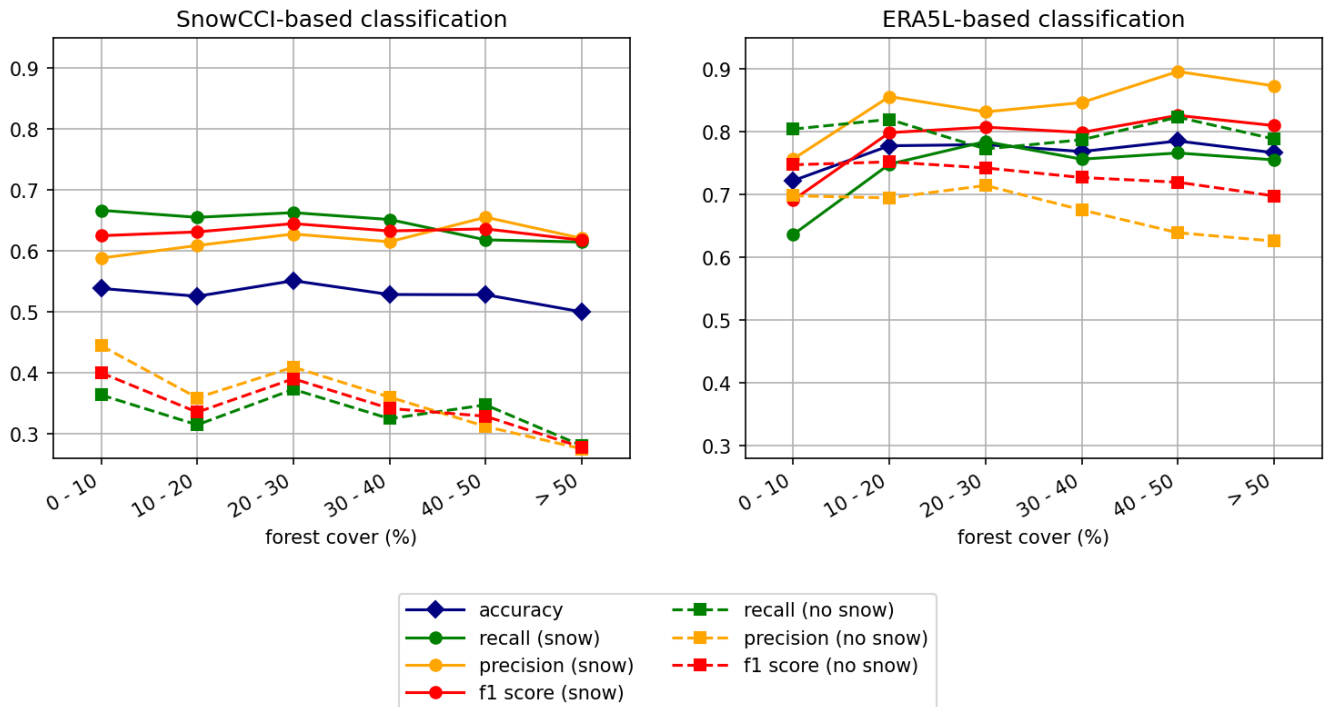 SnowCCI-based classification
0.9
0.8
0.7
0.6
0.5
0.4
0.3
0 - 10
10 - 20
20 - 30
30 - 40
40 - 50
> 50
forest cover (%)
ERA5L-based classification
0.9
0.8
0.7
0.6
0.5
0.4
0.3
0 - 10
10 - 20
20 - 30
30 - 40
40 - 50
> 50
forest cover (%)
accuracy
recall (snow)
precision (snow)
f1 score (snow)
recall (no snow)
precision (no snow)
f1 score (no snow)